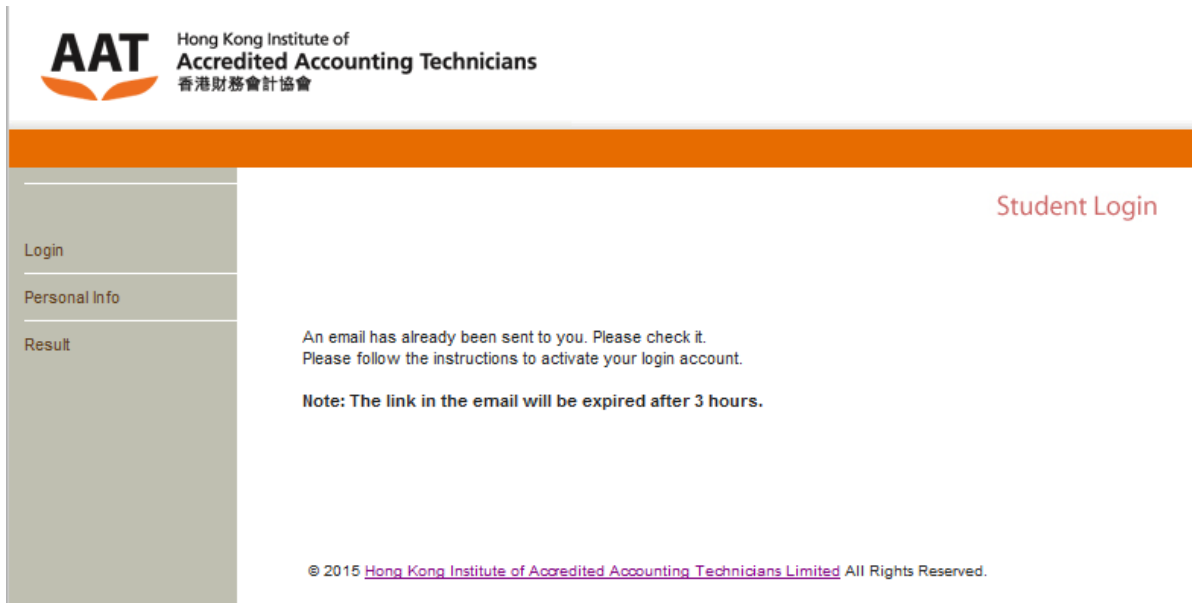 AAT
Hong Kong Institute of
Accredited Accounting Technicians
香港財務會計協會
Student Login
Login
Personal Info
Result
An email has already been sent to you. Please check it.
Please follow the instructions to activate your login account.
Note: The link in the email will be expired after 3 hours.
© 2015 Hong Kong Institute of Accredited Accounting Technicians Limited All Rights Reserved.